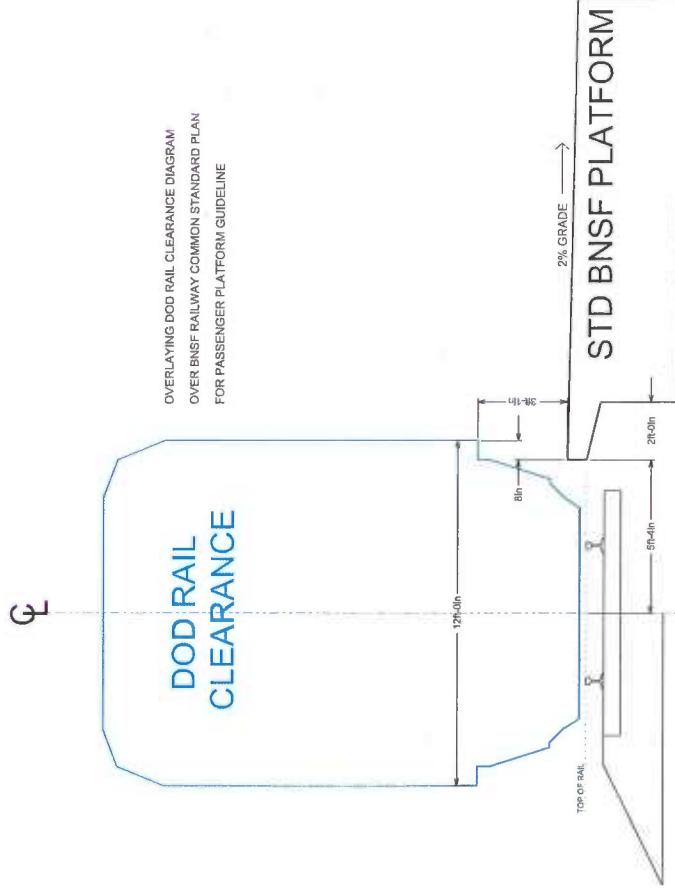 CL
OVERLAYING DOD RAIL CLEARANCE DIAGRAM
OVER BNSF RAILWAY COMMON STANDARD PLAN
FOR PASSENGER PLATFORM GUIDELINE
DOD RAIL
CLEARANCE
12ft-0in
3ft-1in
8in
2% GRADE
STD BNSF PLATFORM
2ft-0in
5ft-4in
TOP OF RAIL